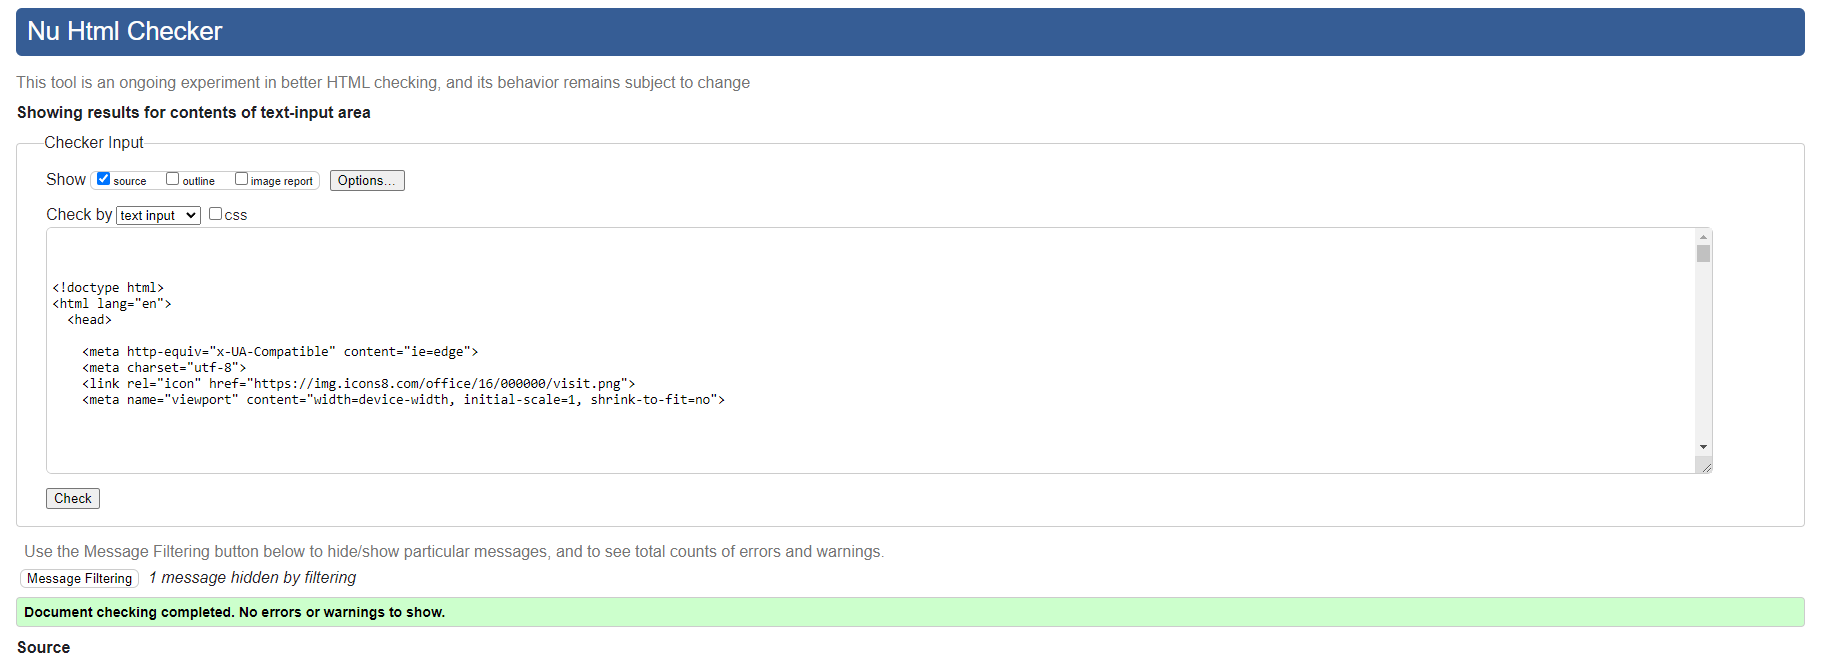 Nu Html Checker
This tool is an ongoing experiment in better HTML checking, and its behavior remains subject to change
Showing results for contents of text-input area
Checker Input
Show source outline image report Options...
Check by text input css
<!doctype html>
<html lang="en">
<head>
<meta http-equiv="x-UA-Compatible" content="ie=edge">
<meta charset="utf-8">
<link rel="icon" href="https://img.icons8.com/office/16/000000/visit.png">
<meta name="viewport" content="width=device-width, initial-scale=1, shrink-to-fit=no">
Check
Use the Message Filtering button below to hide/show particular messages, and to see total counts of errors and warnings.
Message Filtering 1 message hidden by filtering
Document checking completed. No errors or warnings to show.
Source